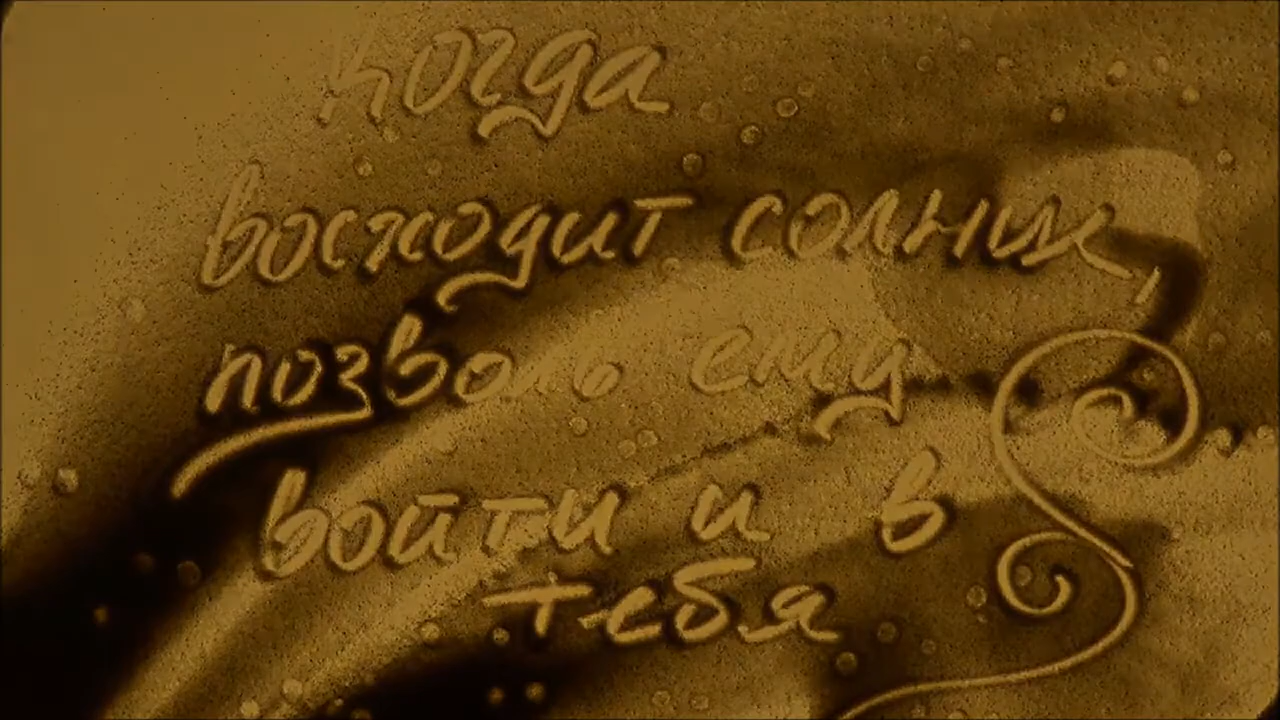 Когда
восходит солнце,
позволь ему
войти и в
тебя